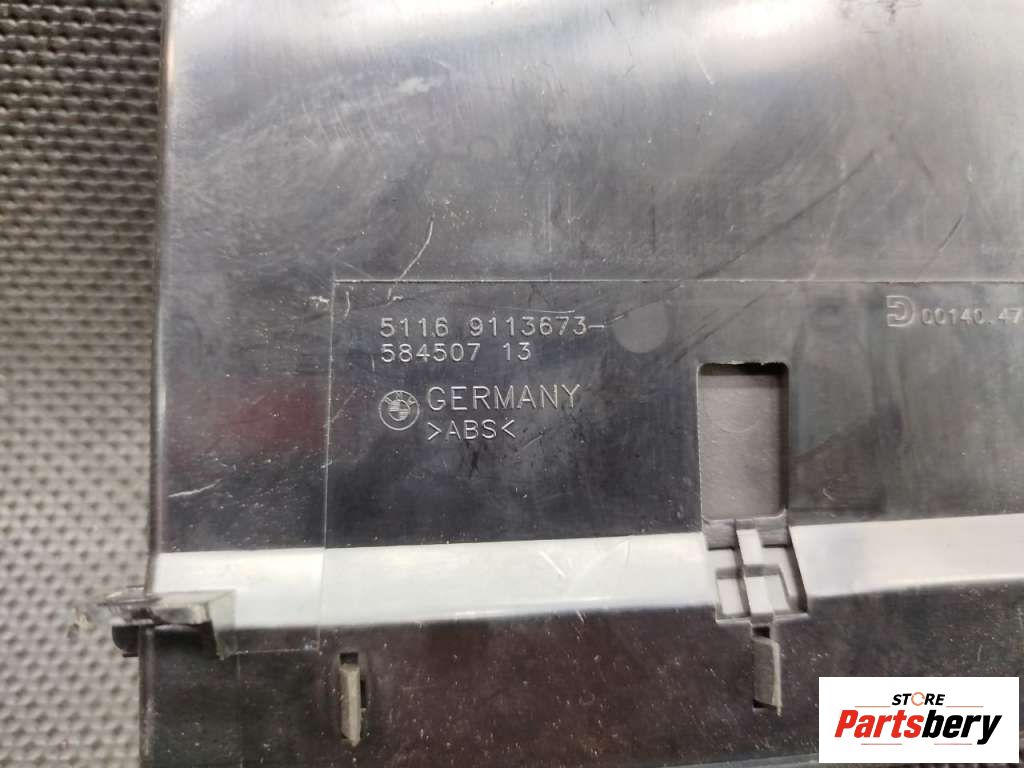 5116 9113673-
584507 13
GERMANY
>ABS<
00140.47
STORE
Partsbery